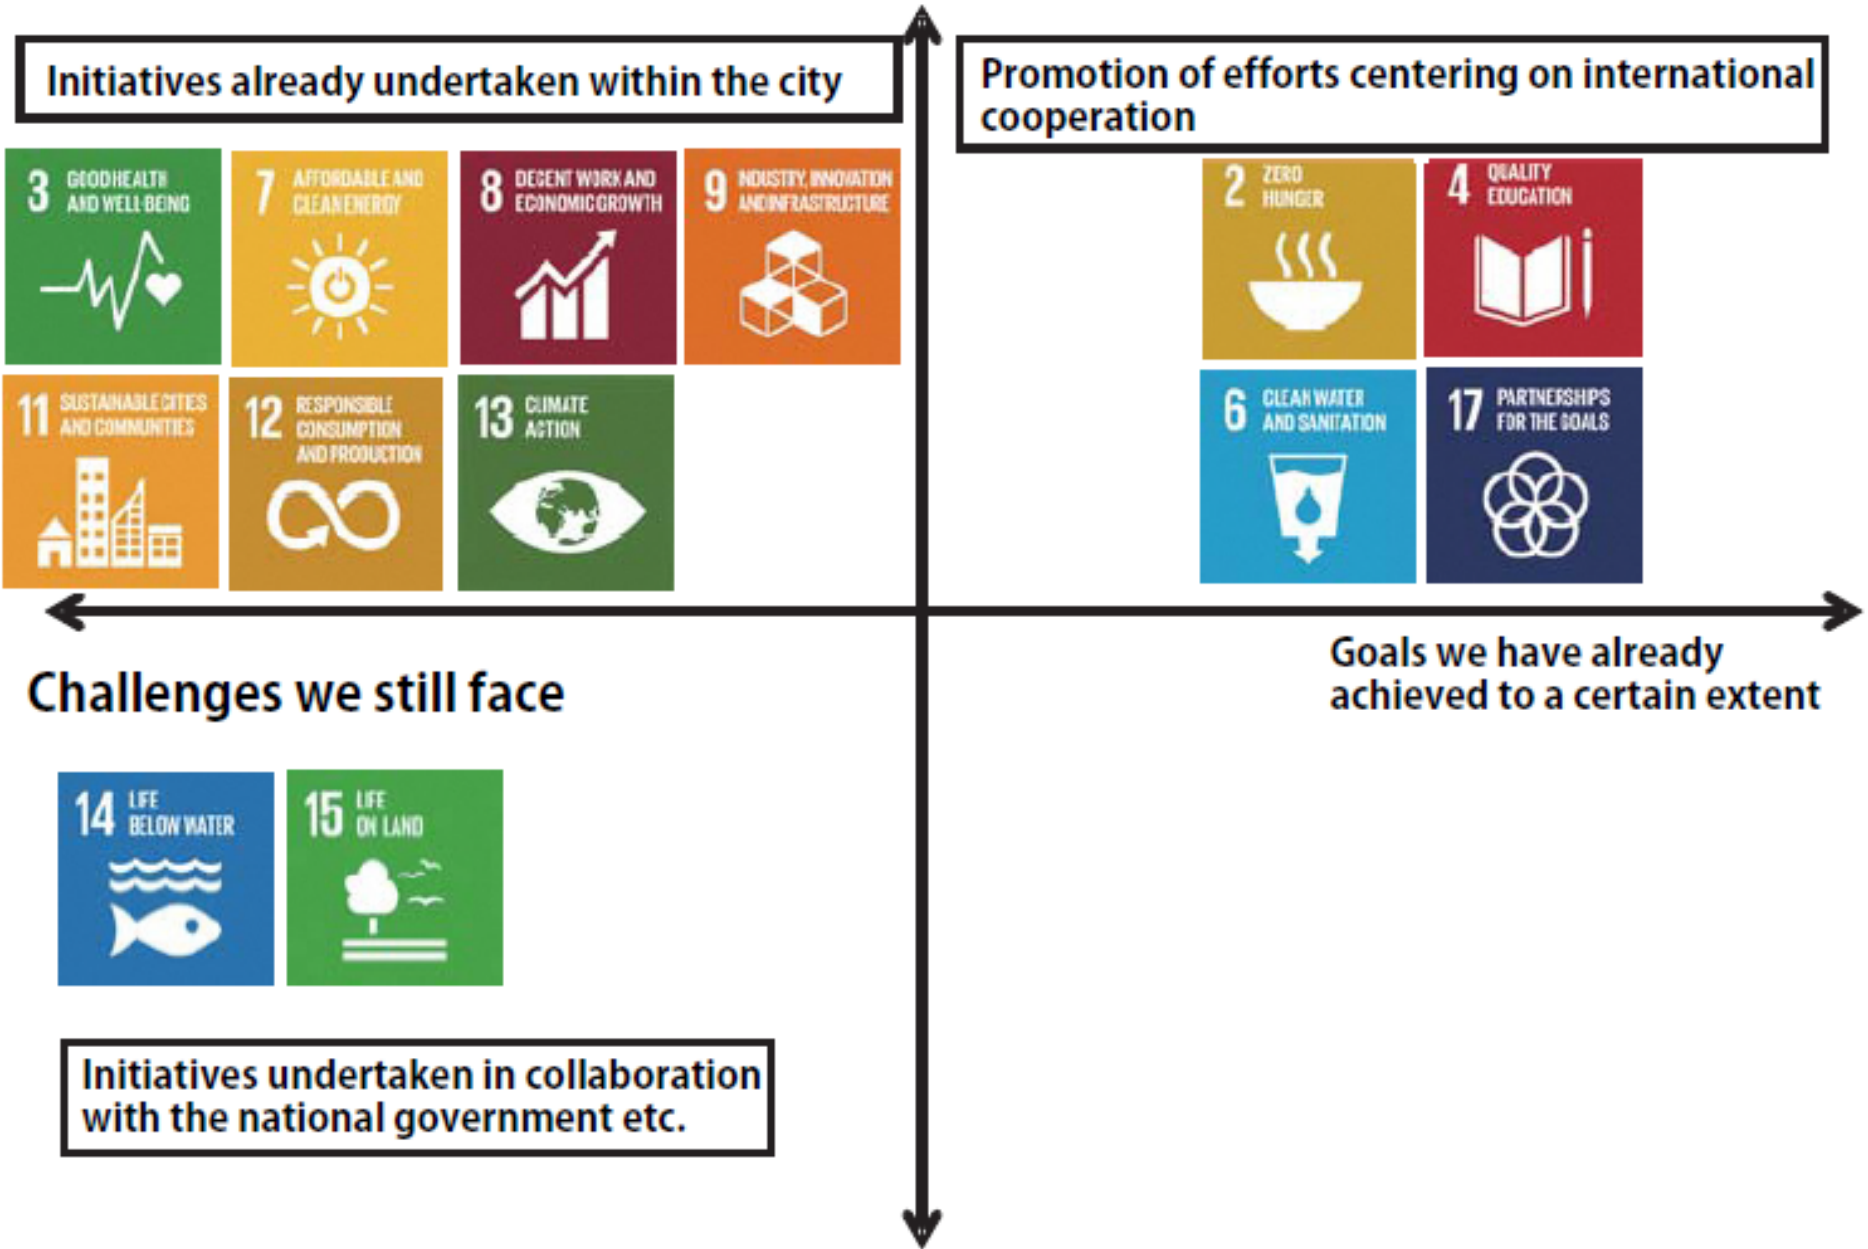 Initiatives already undertaken within the city
Promotion of efforts centering on international
cooperation
3 GOOD HEALTH
AND WELL-BEING
7 AFFORDABLE AND
CLEAN ENERGY
8 DECENT WORK AND
ECONOMIC GROWTH
9 INDUSTRY, INNOVATION
AND INFRASTRUCTURE
2 ZERO
HUNGER
4 QUALITY
EDUCATION
11 SUSTAINABLE CITIES
AND COMMUNITIES
12 RESPONSIBLE
CONSUMPTION
AND PRODUCTION
13 CLIMATE
ACTION
6 CLEAN WATER
AND SANITATION
17 PARTNERSHIPS
FOR THE GOALS
Challenges we still face
Goals we have already
achieved to a certain extent
14 LIFE
BELOW WATER
15 LIFE
ON LAND
Initiatives undertaken in collaboration
with the national government etc.